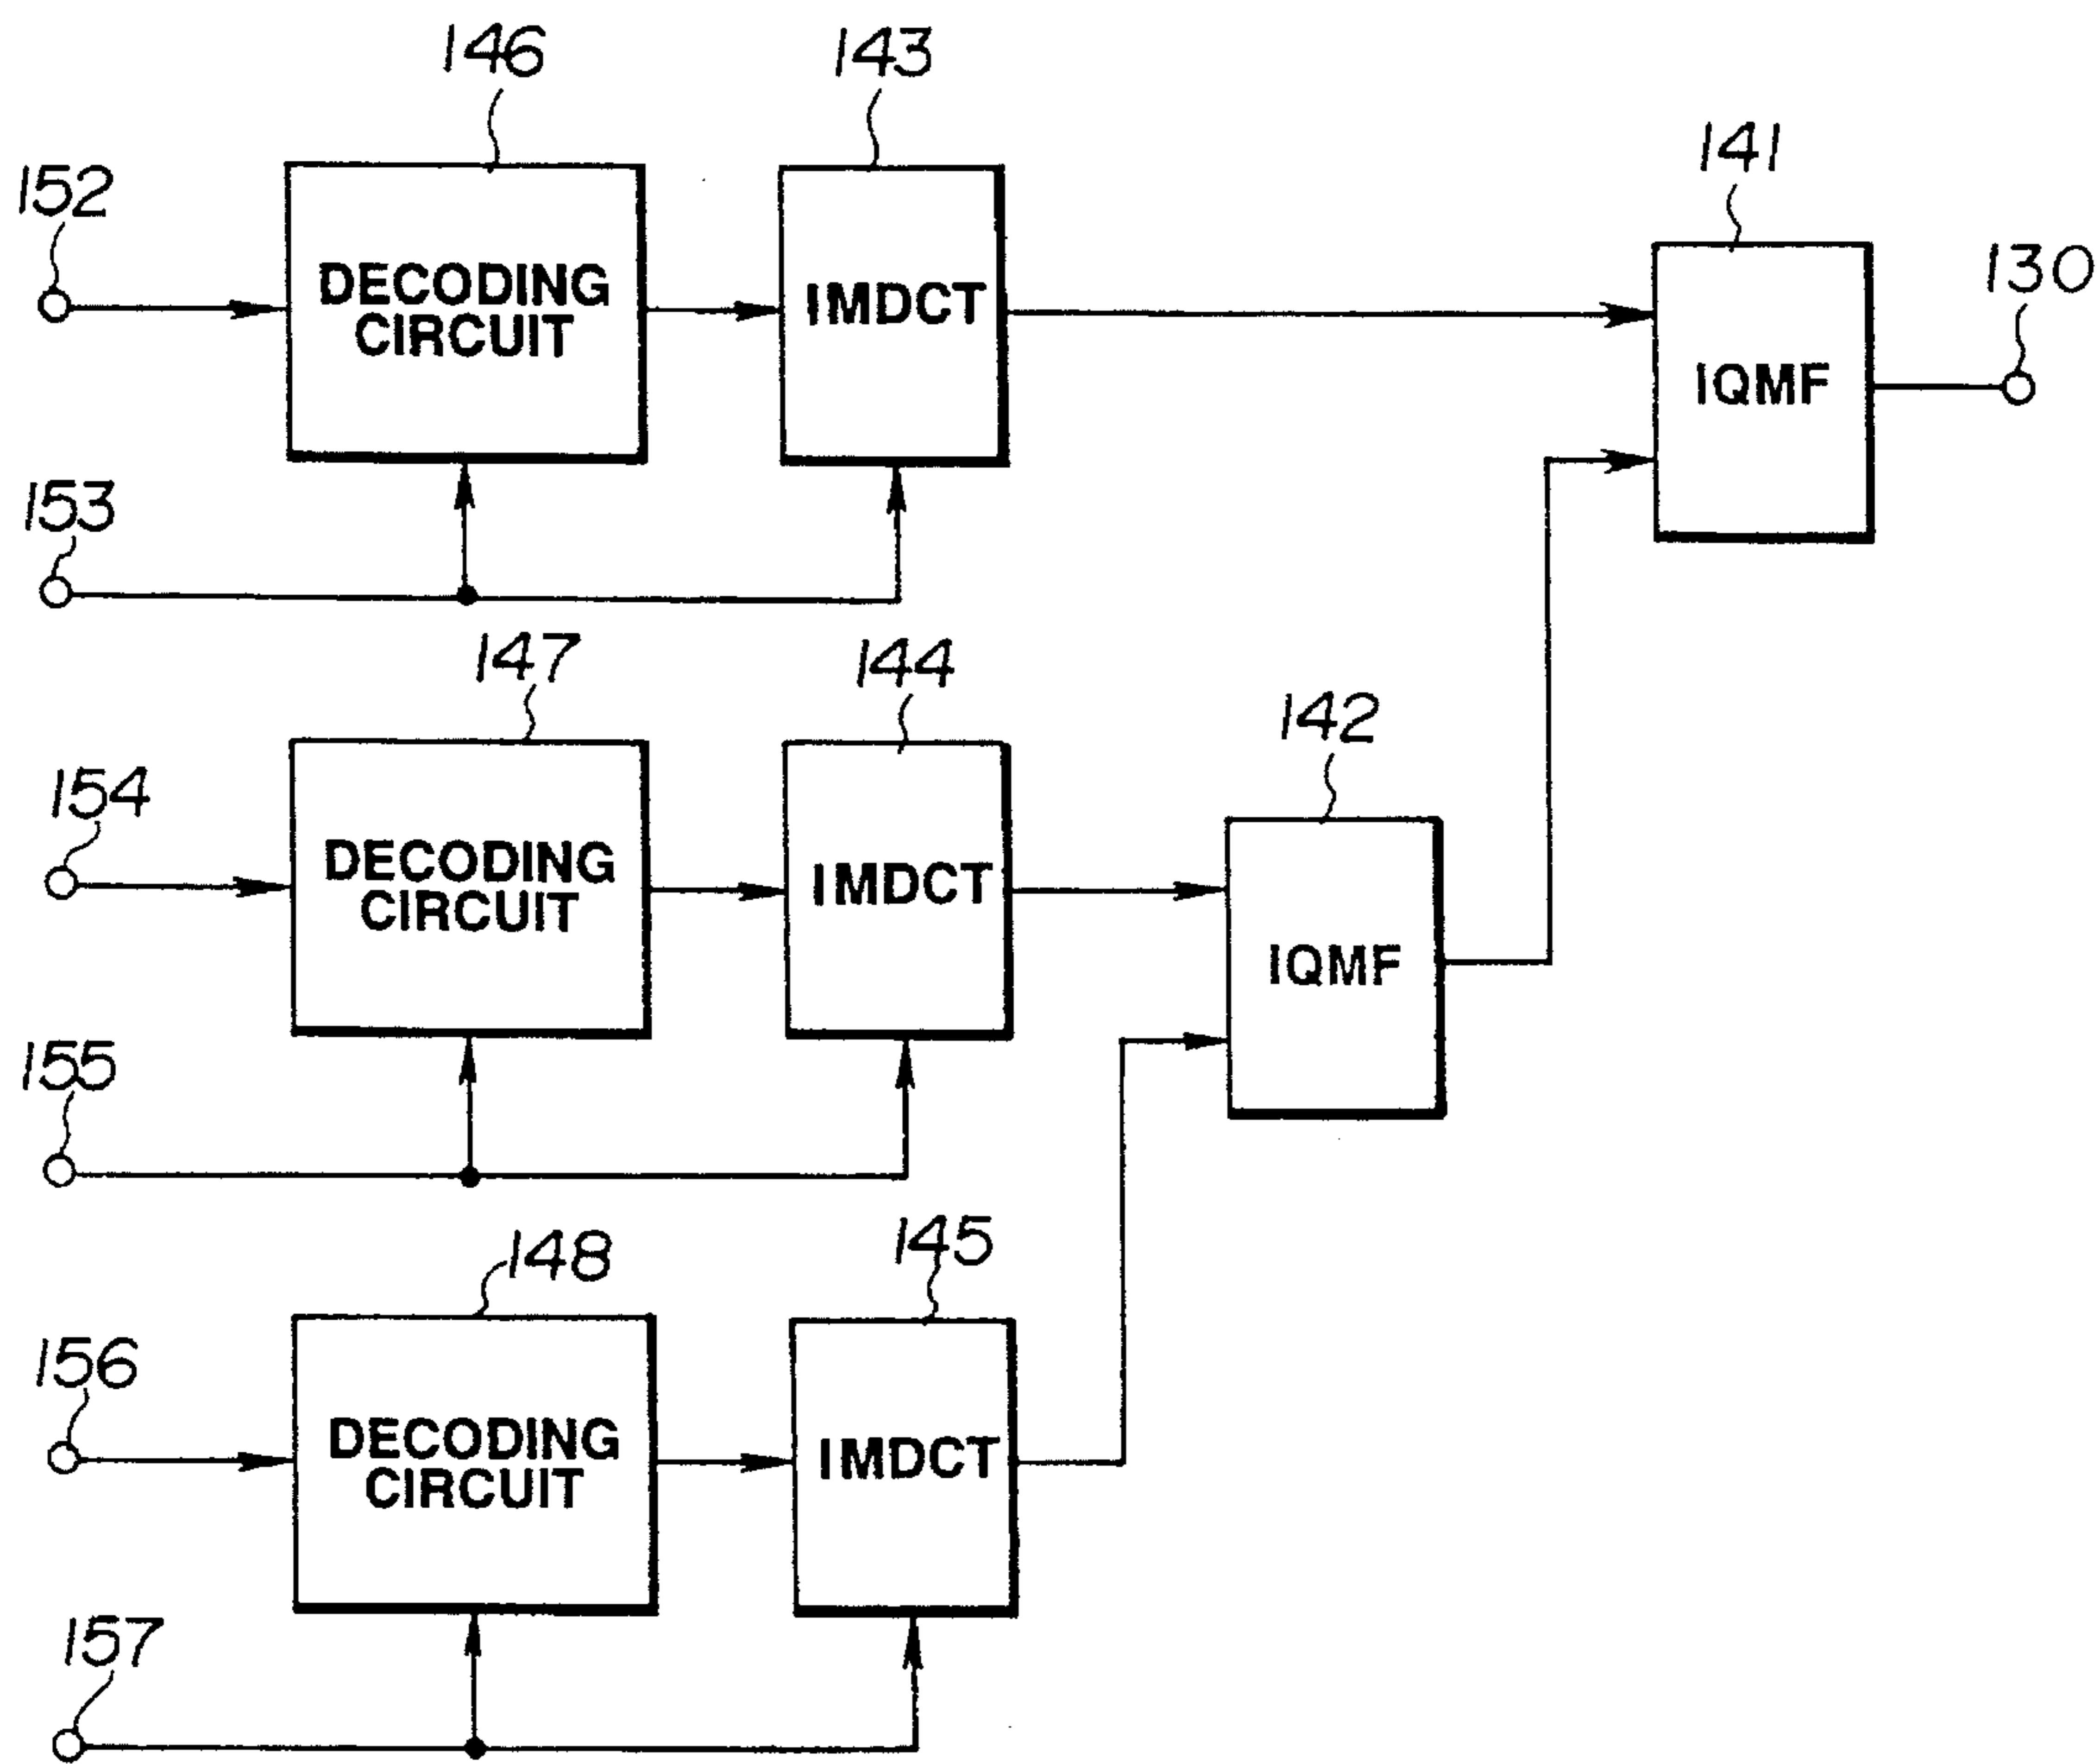 146
143
152
DECODING
CIRCUIT
IMDCT
141
IQMF
130
153
147
144
154
DECODING
CIRCUIT
IMDCT
142
IQMF
155
148
145
156
DECODING
CIRCUIT
IMDCT
157